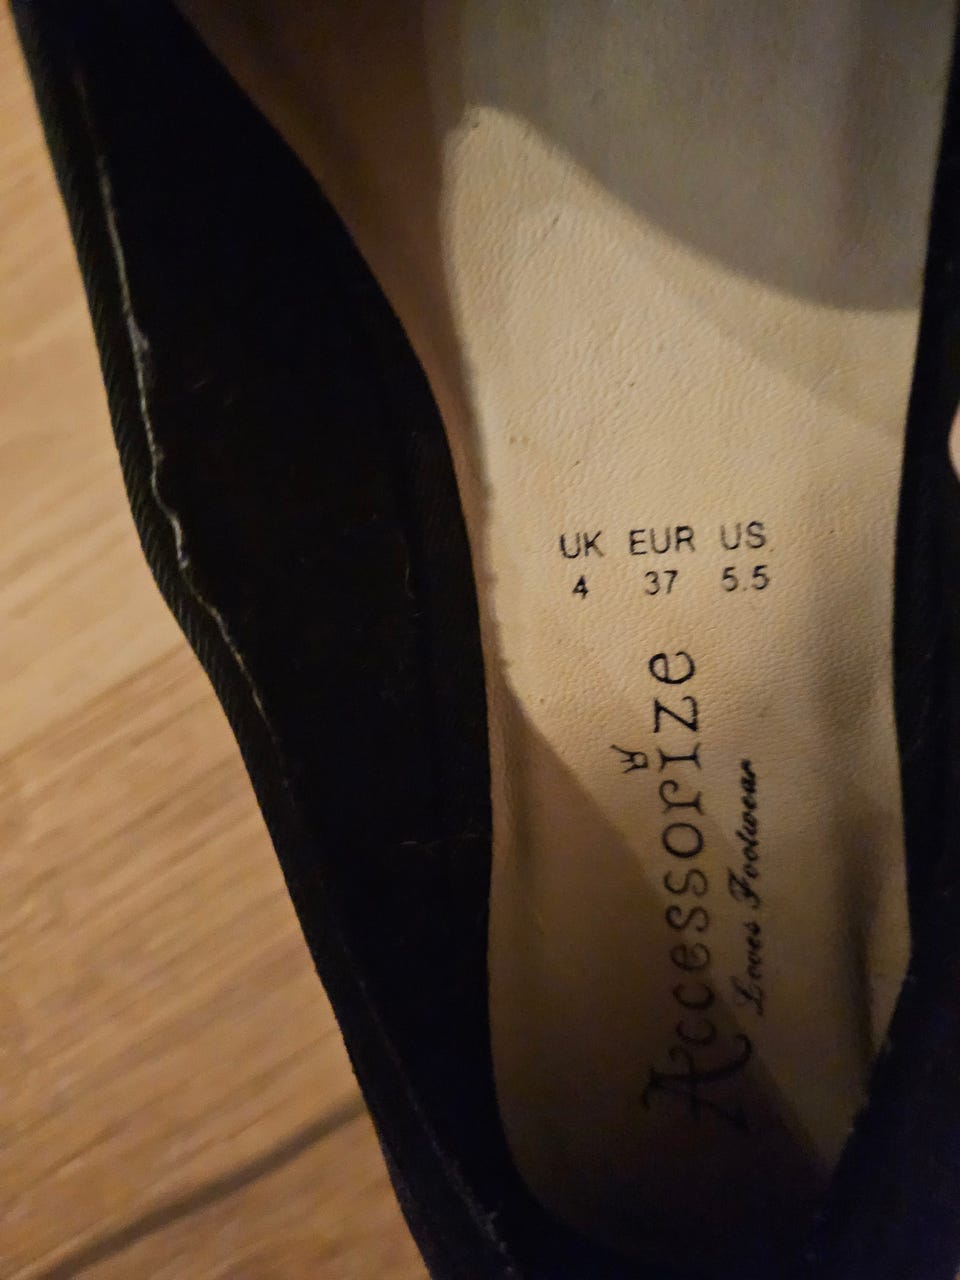 UK EUR US
4 37 5.5
Accessorize
Loves Footwear